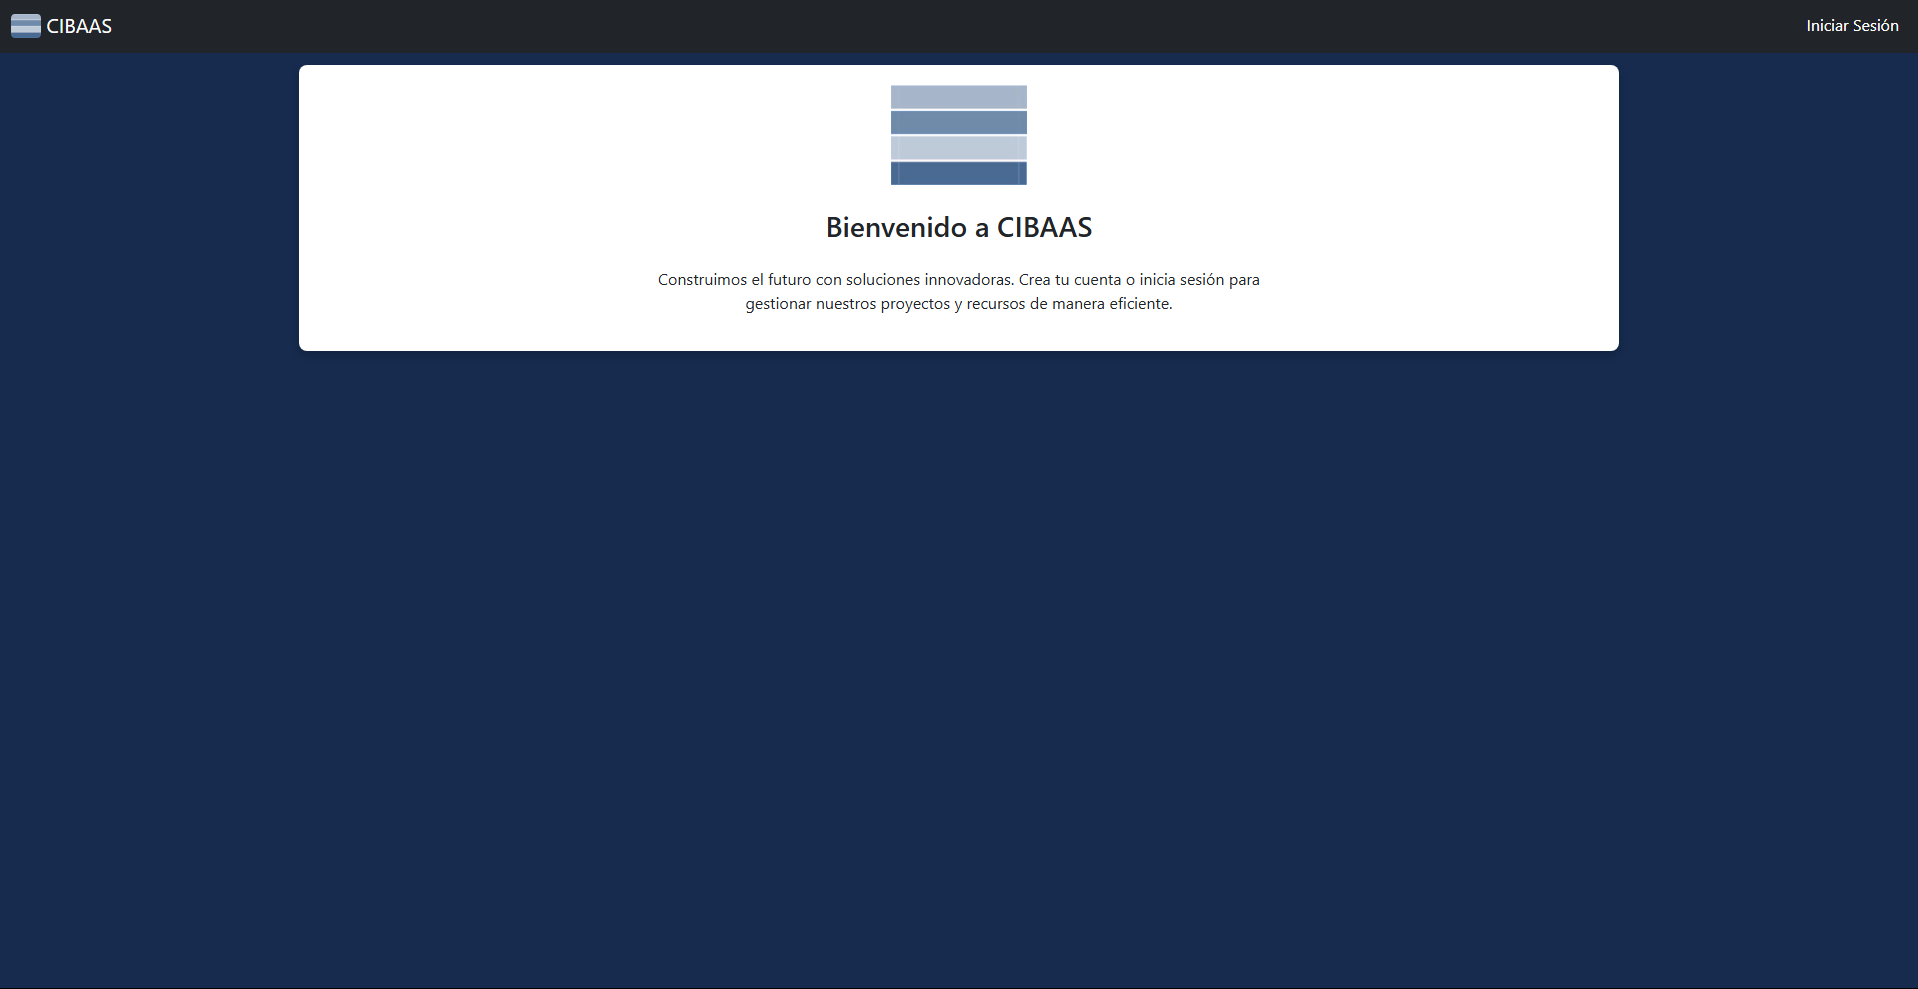 CIBAAS
Iniciar Sesión
Bienvenido a CIBAAS
Construimos el futuro con soluciones innovadoras. Crea tu cuenta o inicia sesión para
gestionar nuestros proyectos y recursos de manera eficiente.